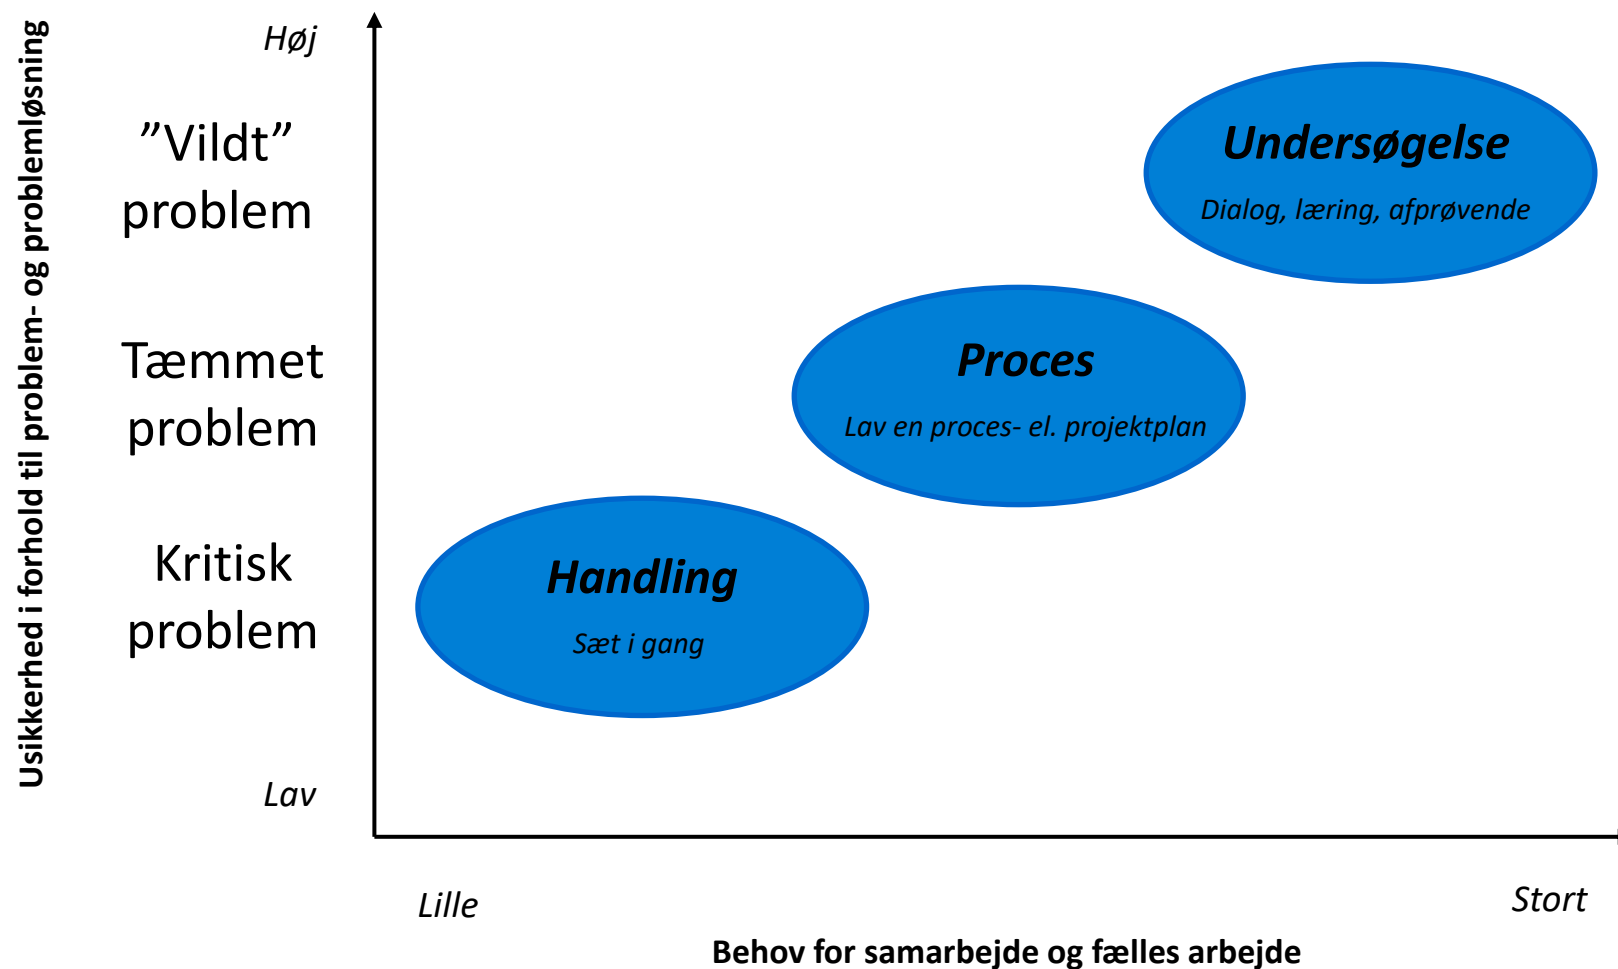 Usikkerhed i forhold til problem- og problemløsning
Høj
”Vildt”
problem
Undersøgelse
Dialog, læring, afprøvende
Tæmmet
problem
Proces
Lav en proces- el. projektplan
Kritisk
problem
Handling
Sæt i gang
Lav
Lille
Stort
Behov for samarbejde og fælles arbejde